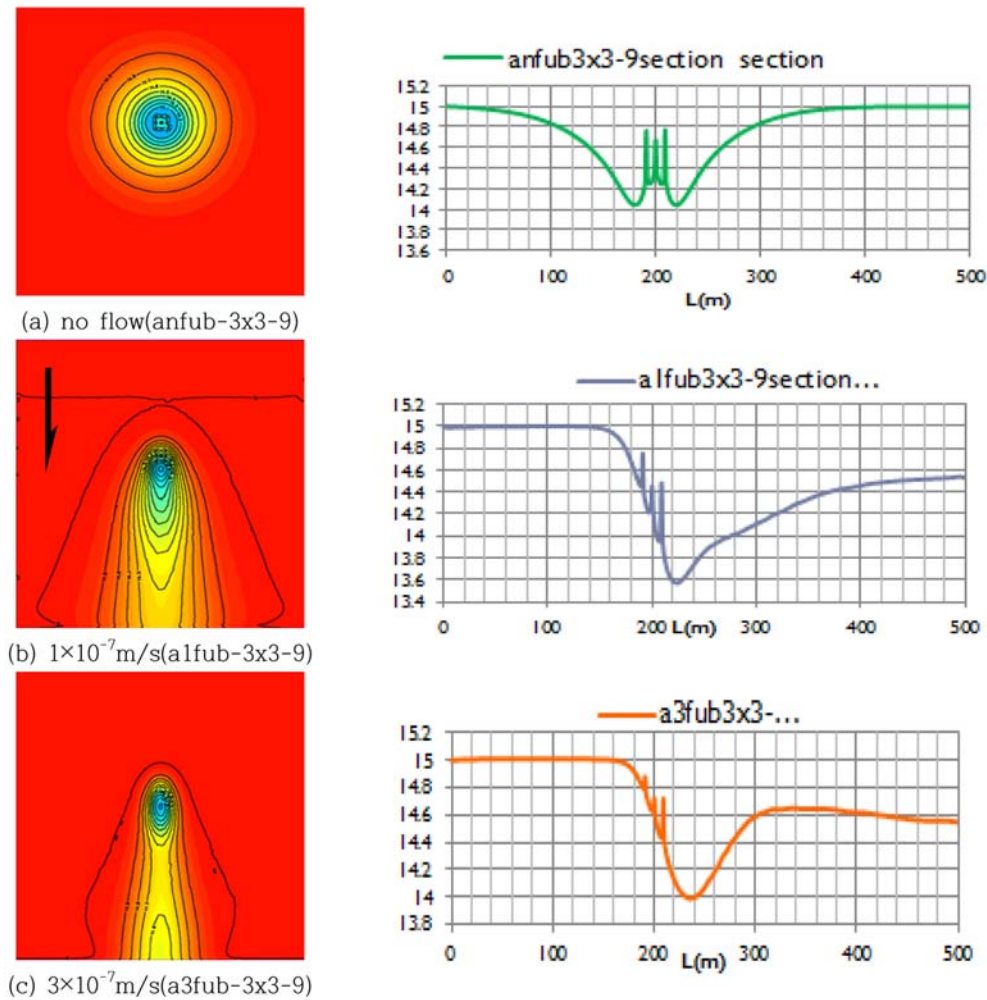 anfub3x3-9section section
15.2
15
14.8
14.6
14.4
14.2
14
13.8
13.6
0 100 200 300 400 500
L(m)
(a) no flow(anfub-3x3-9)
a1fub3x3-9section...
15.2
15
14.8
14.6
14.4
14.2
14
13.8
13.6
13.4
0 100 200 L(m) 300 400 500
(b) 1×10⁻⁷m/s(a1fub-3x3-9)
a3fub3x3-...
15.2
15
14.8
14.6
14.4
14.2
14
13.8
0 100 200 300 400 500
L(m)
(c) 3×10⁻⁷m/s(a3fub-3x3-9)